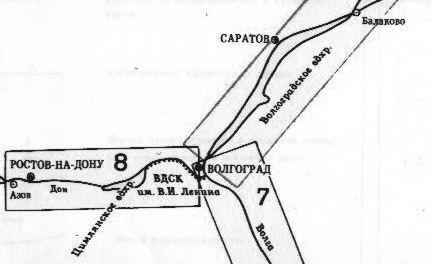 Балаково
САРАТОВ
Волгоградское вдхр.
РОСТОВ-НА-ДОНУ
8
ВОЛГОГРАД
ВДСК
им. В.И. Ленина
7
Азов
Дон
Цимлянское вдхр.
Волга